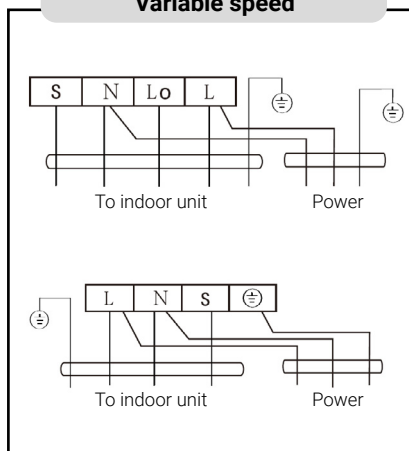 Variable speed
S N Lo L
To indoor unit Power
L N S
To indoor unit Power